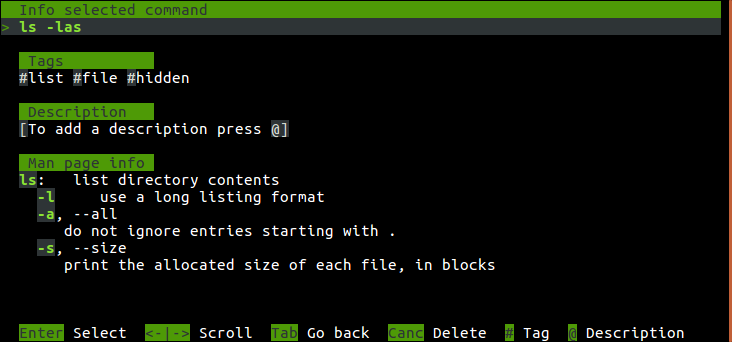 Info selected command
> ls -las
Tags
#list #file #hidden
Description
[To add a description press @]
Man page info
ls: list directory contents
-l use a long listing format
-a, --all
do not ignore entries starting with .
-s, --size
print the allocated size of each file, in blocks
Enter Select <-|-> Scroll Tab Go back Canc Delete # Tag @ Description